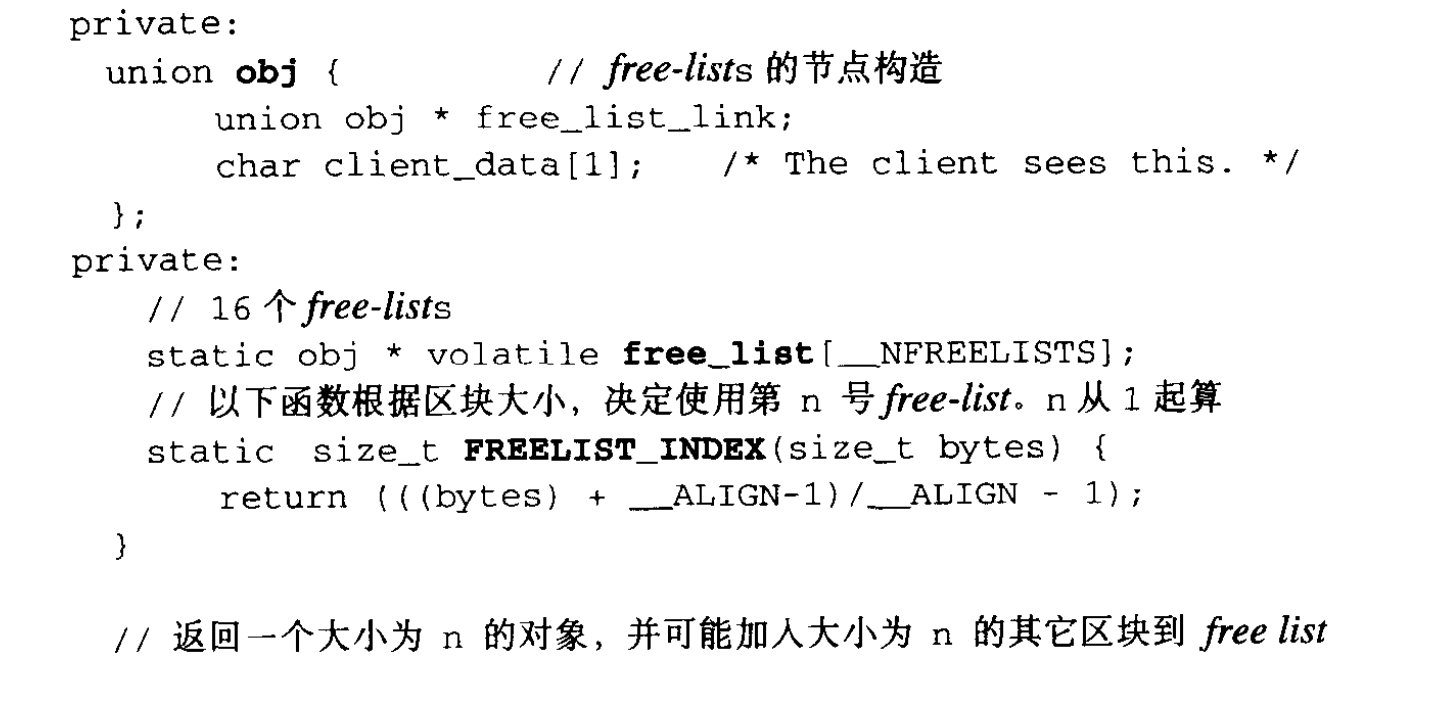 private:
union obj { // free-lists 的节点构造
union obj * free_list_link;
char client_data[1]; /* The client sees this. */
};
private:
// 16 个 free-lists
static obj * volatile free_list[__NFREELISTS];
// 以下函数根据区块大小，决定使用第 n 号 free-list。n 从 1 起算
static size_t FREELIST_INDEX(size_t bytes) {
return (((bytes) + __ALIGN-1)/__ALIGN - 1);
}
// 返回一个大小为 n 的对象，并可能加入大小为 n 的其它区块到 free list